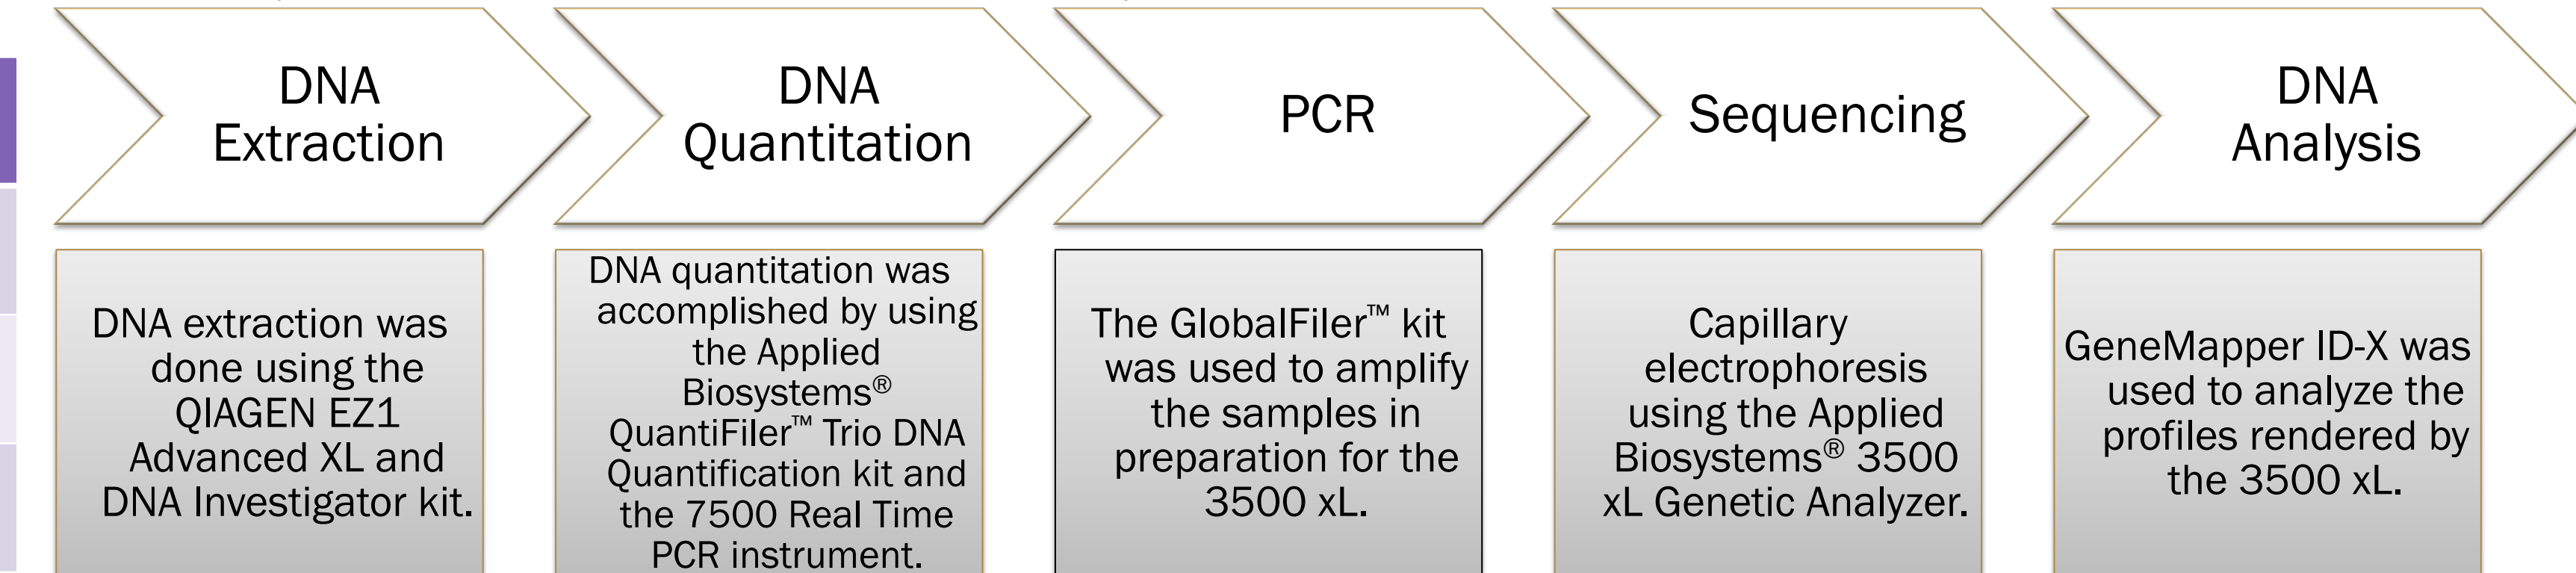 DNA
Extraction
DNA
Quantitation
PCR
Sequencing
DNA
Analysis
DNA extraction was
done using the
QIAGEN EZ1
Advanced XL and
DNA Investigator kit.
DNA quantitation was
accomplished by using
the Applied
Biosystems®
QuantiFiler™ Trio DNA
Quantification kit and
the 7500 Real Time
PCR instrument.
The GlobalFiler™ kit
was used to amplify
the samples in
preparation for the
3500 xL.
Capillary
electrophoresis
using the Applied
Biosystems® 3500
xL Genetic Analyzer.
GeneMapper ID-X was
used to analyze the
profiles rendered by
the 3500 xL.